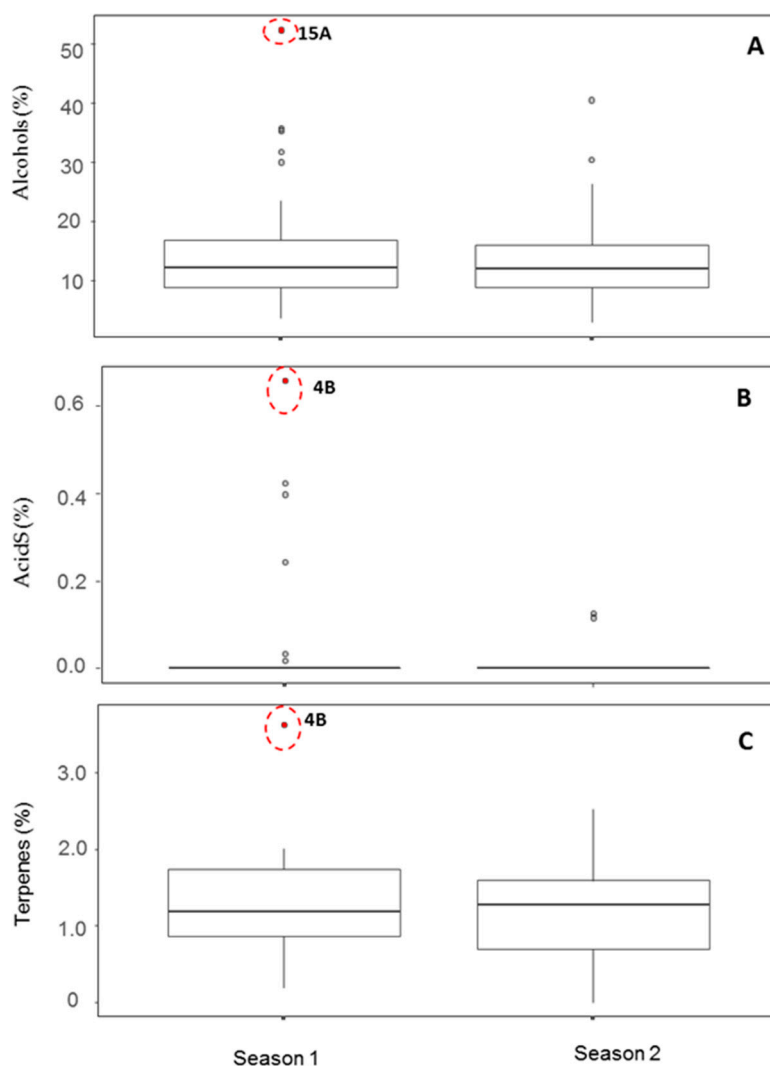 A
15A
50
40
30
20
10
Alcohols (%)
B
4B
0.6
0.4
0.2
0.0
AcidS (%)
C
4B
3.0
2.0
1.0
0
Terpenes (%)
Season 1
Season 2